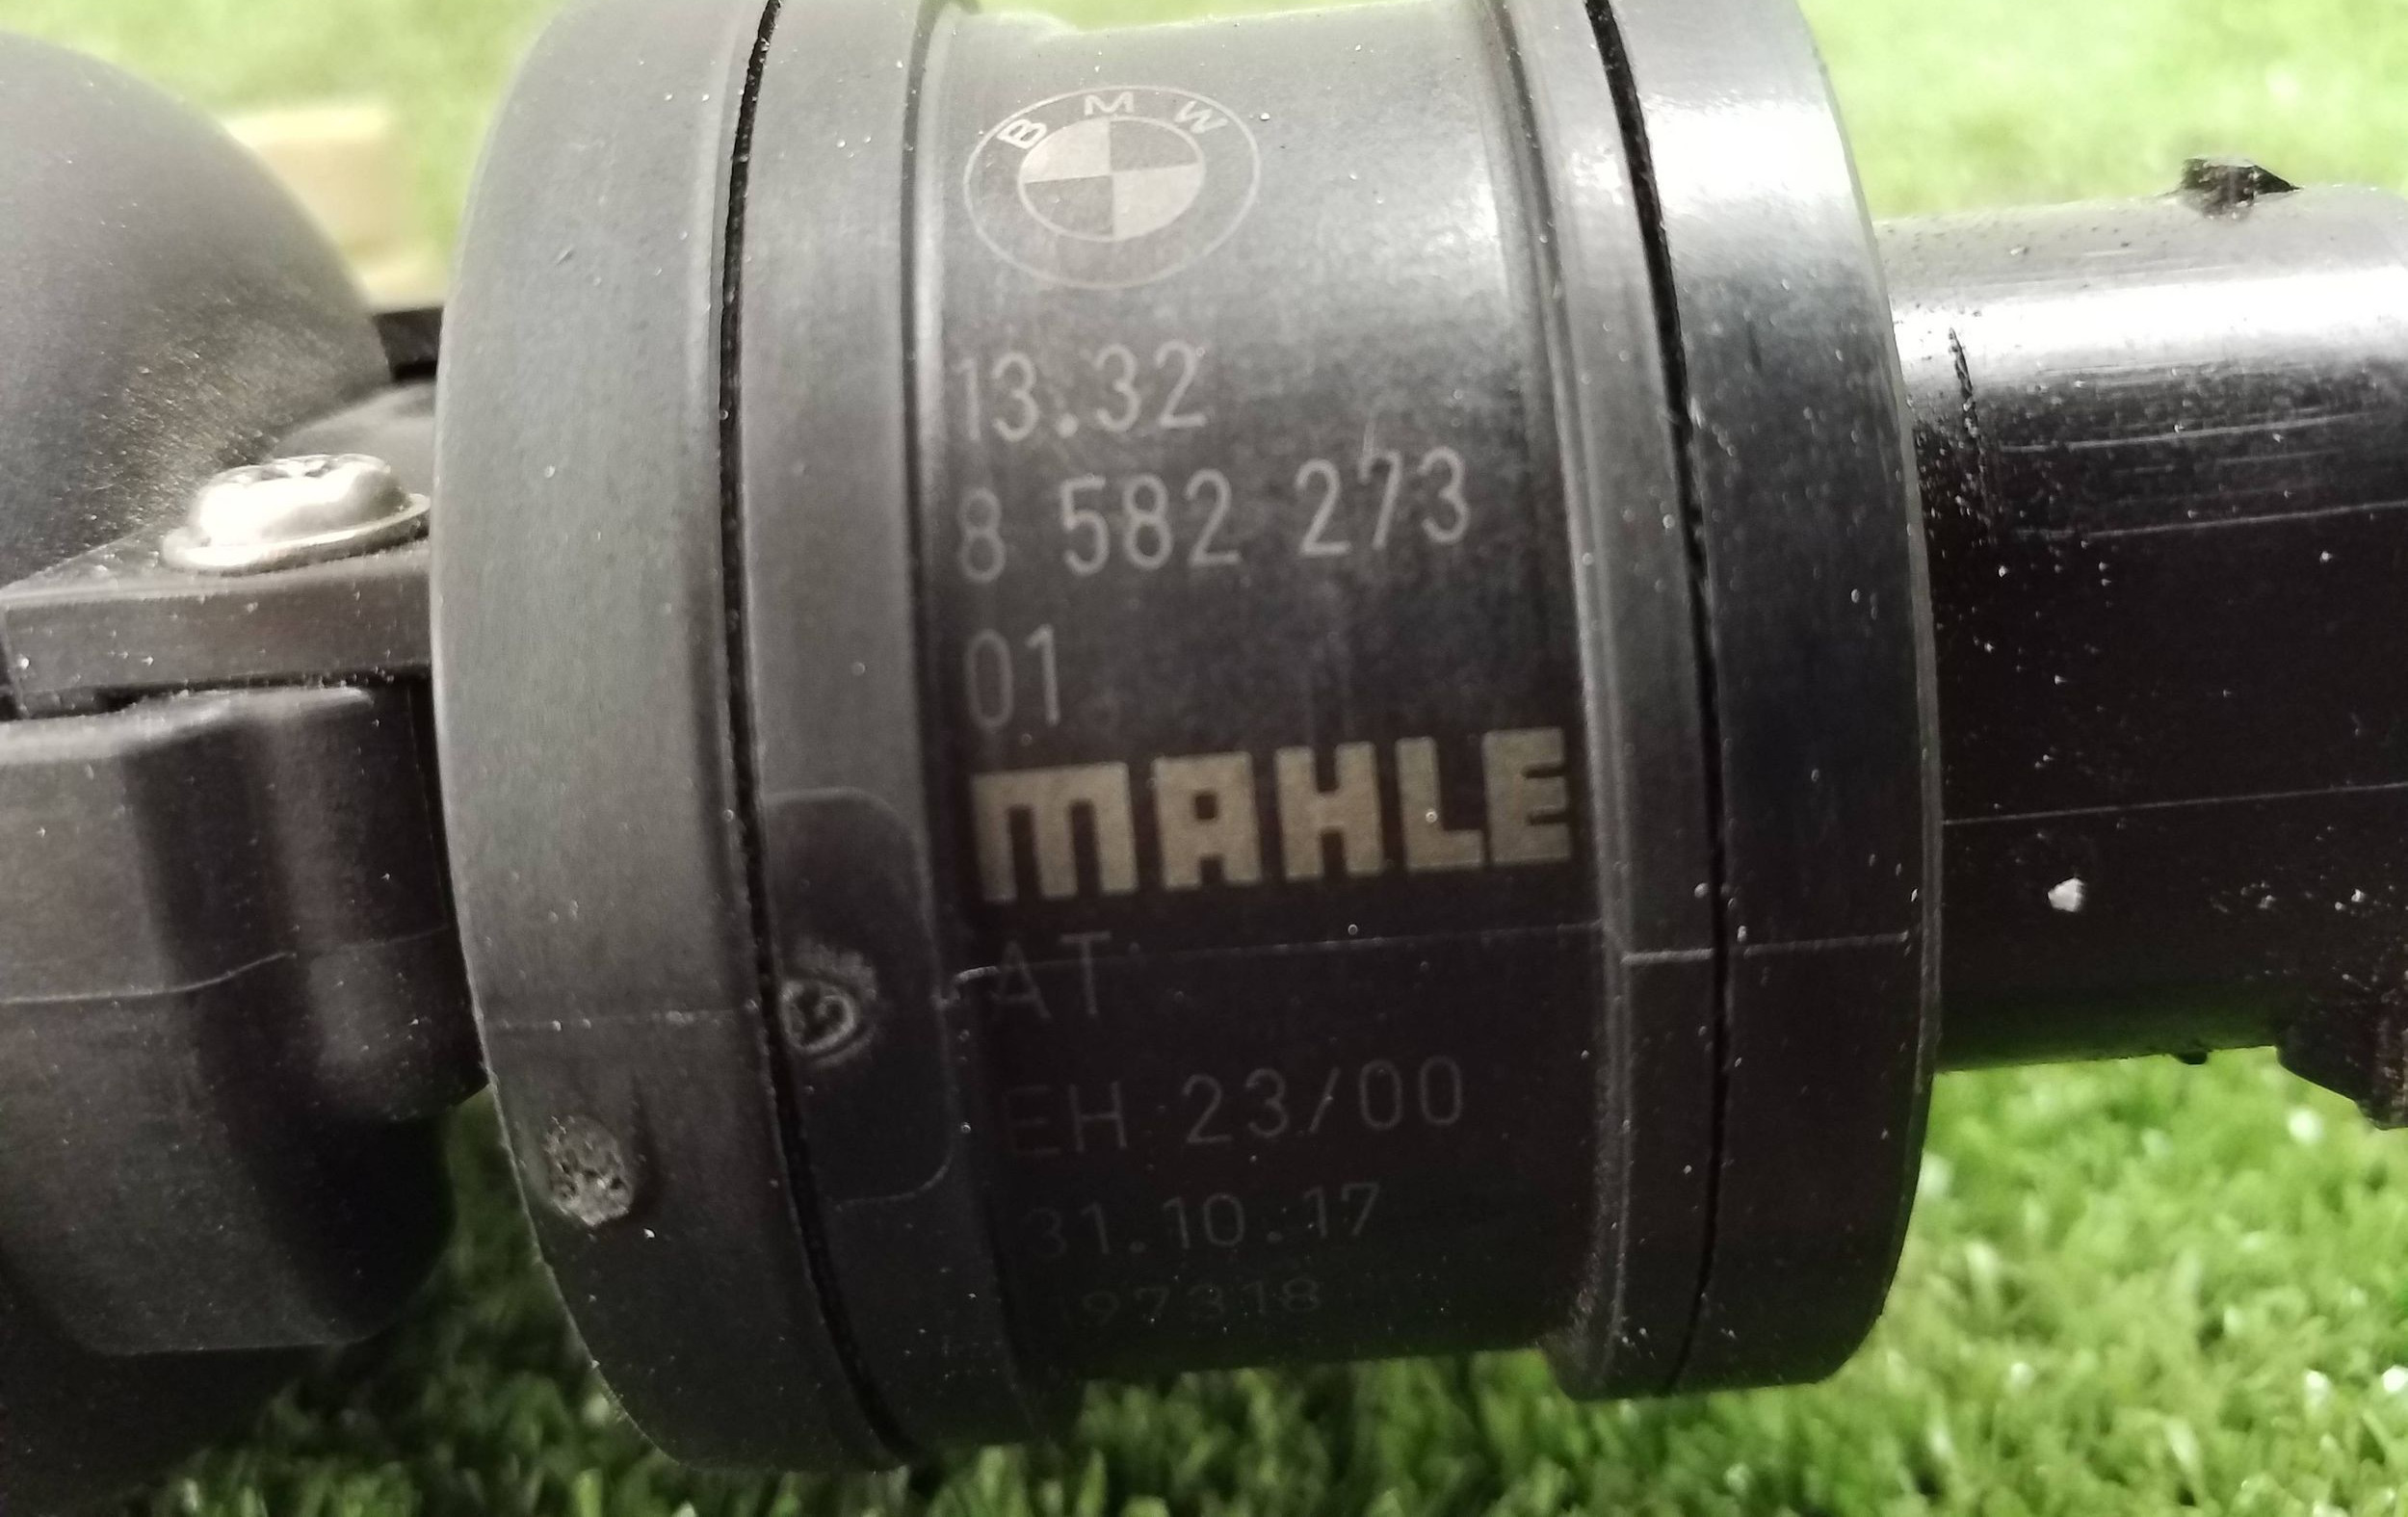 BMW
13.32
8 582 273
01
MAHLE
AT
EH 23/00
31.10.17
97318